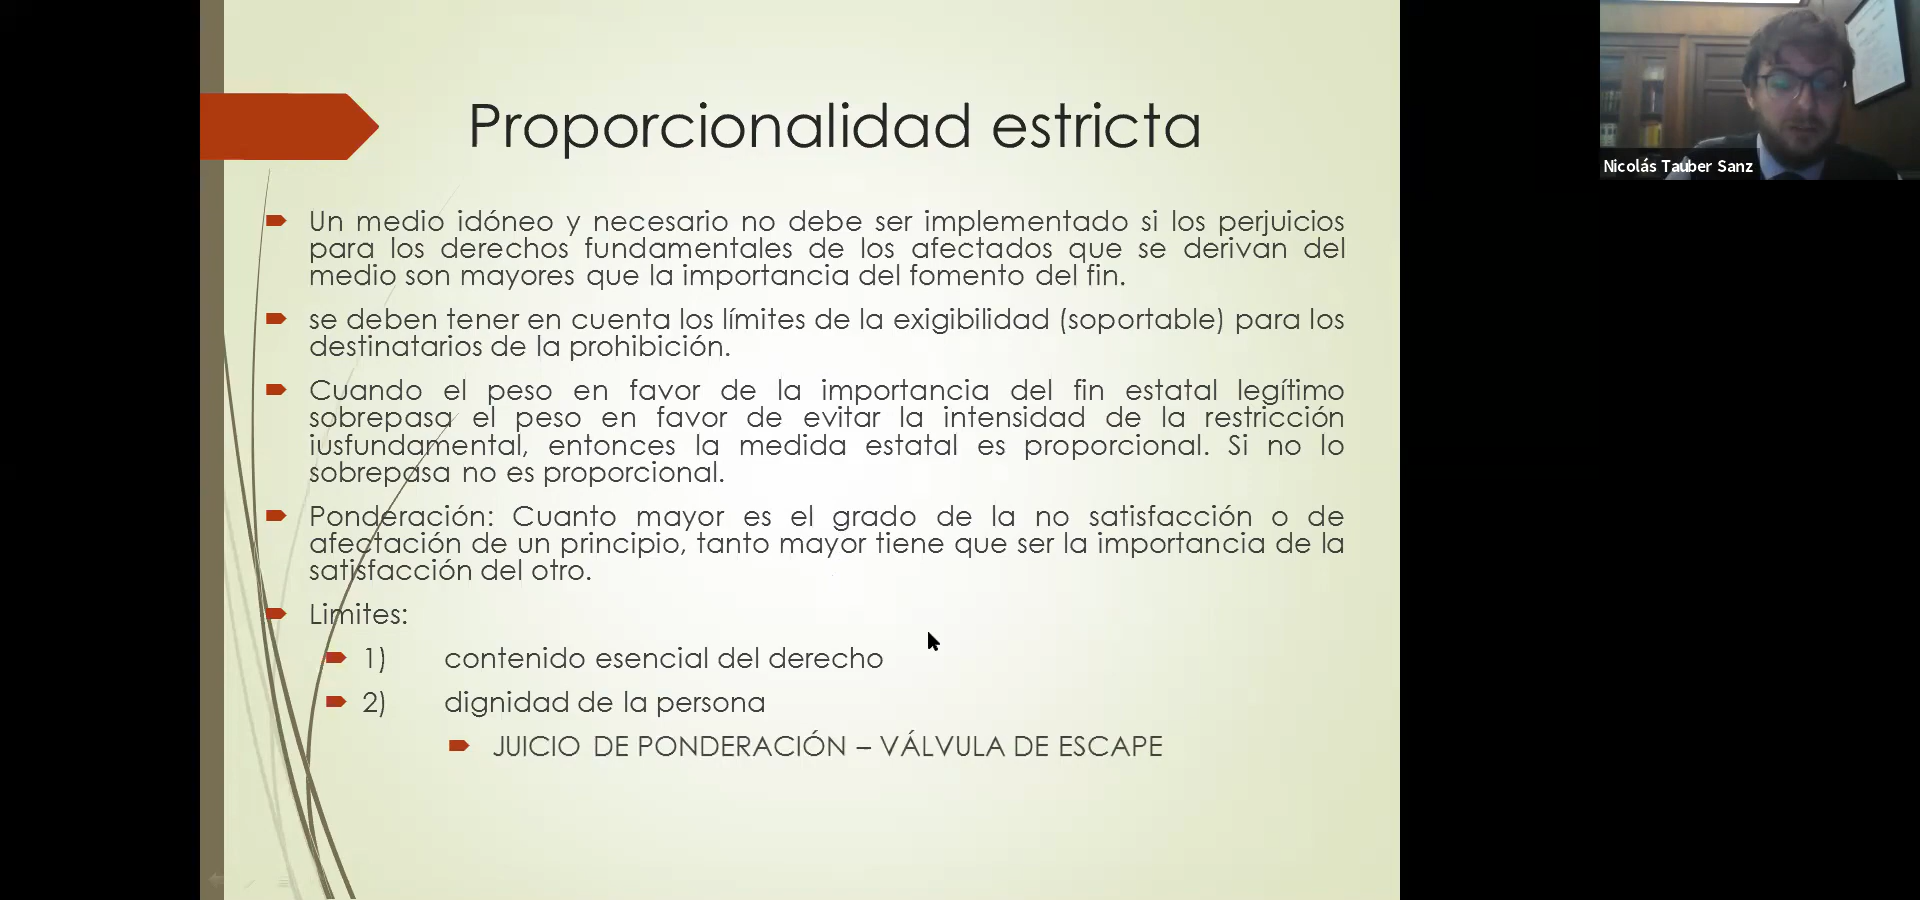 Proporcionalidad estricta
Un medio idóneo y necesario no debe ser implementado si los perjuicios
para los derechos fundamentales de los afectados que se derivan del
medio son mayores que la importancia del fomento del fin.
se deben tener en cuenta los límites de la exigibilidad (soportable) para los
destinatarios de la prohibición.
Cuando el peso en favor de la importancia del fin estatal legítimo
sobrepasa el peso en favor de evitar la intensidad de la restricción
iusfundamental, entonces la medida estatal es proporcional. Si no lo
sobrepasa no es proporcional.
Ponderación: Cuanto mayor es el grado de la no satisfacción o de
afectación de un principio, tanto mayor tiene que ser la importancia de la
satisfacción del otro.
Limites:
1) contenido esencial del derecho
2) dignidad de la persona
JUICIO DE PONDERACIÓN – VÁLVULA DE ESCAPE
Nicolás Tauber Sanz